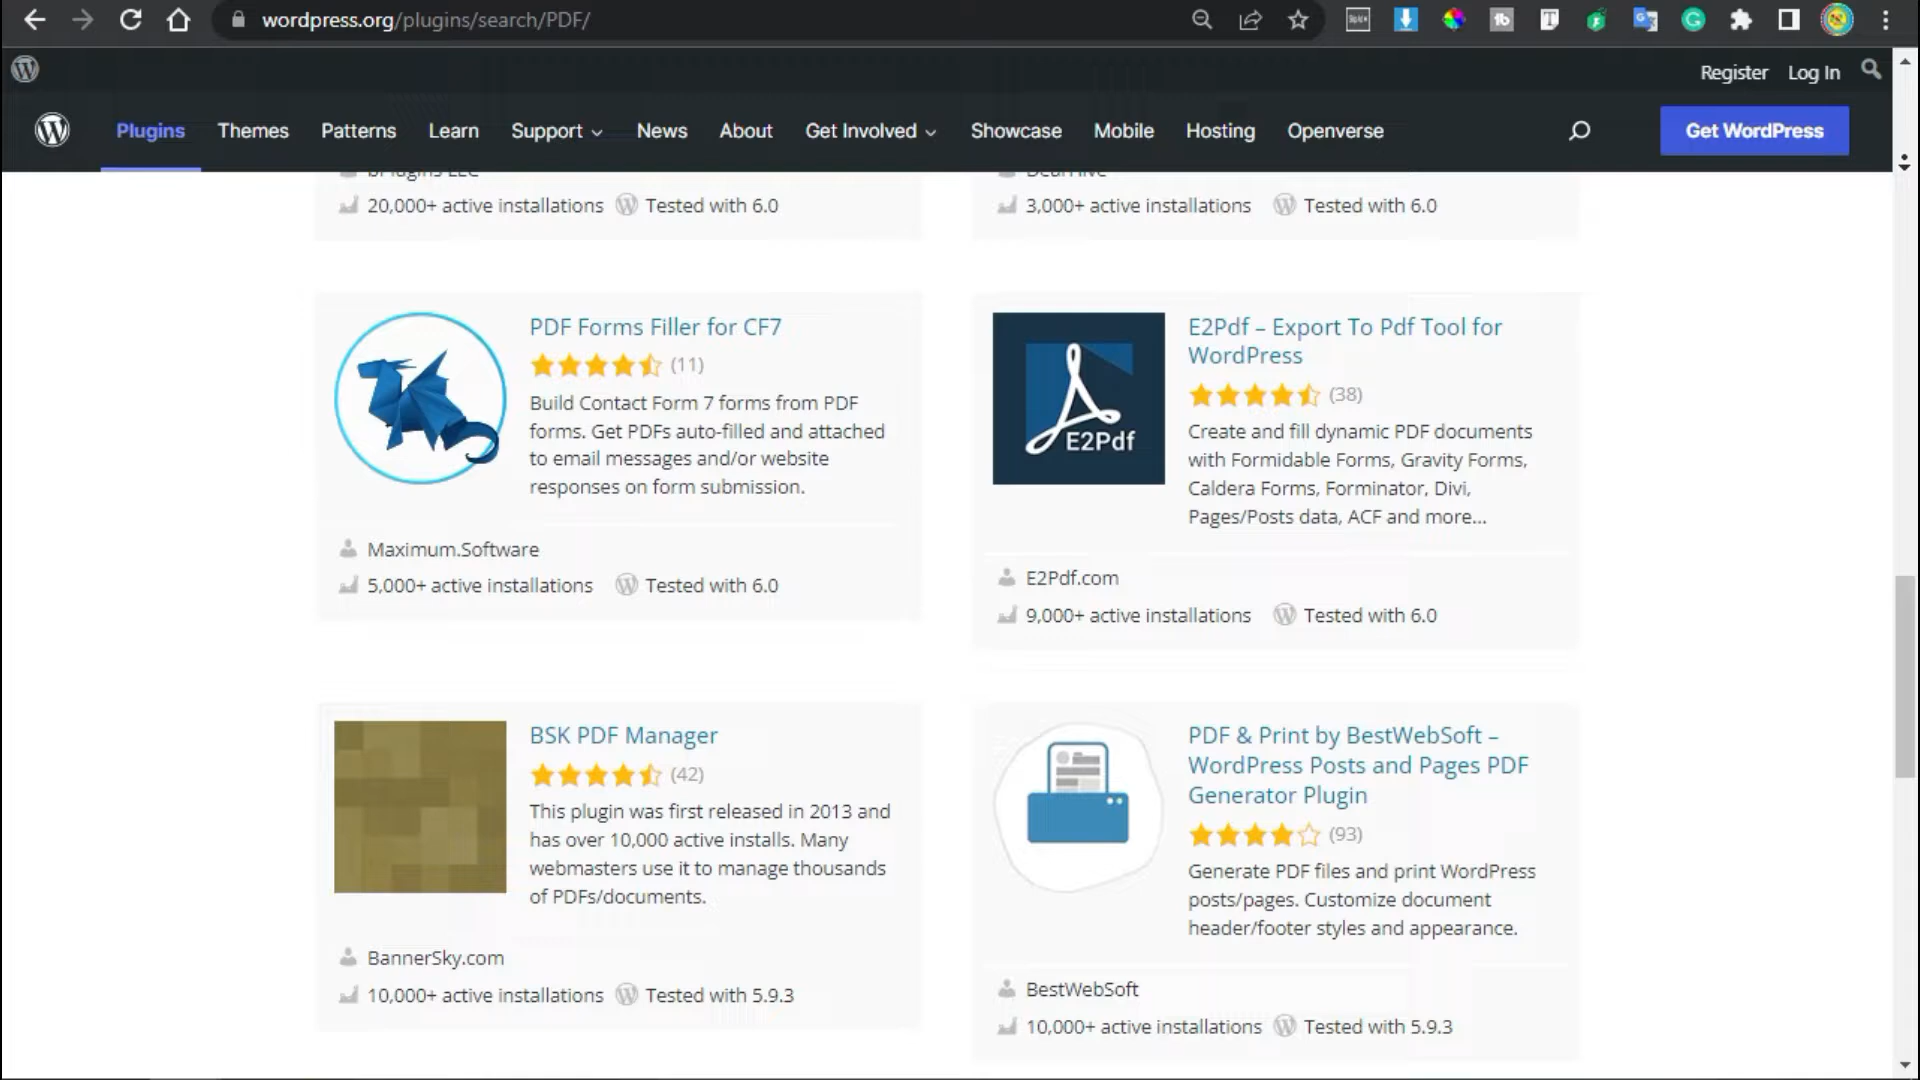 wordpress.org/plugins/search/PDF/
Register Log In
Plugins Themes Patterns Learn Support News About Get Involved Showcase Mobile Hosting Openverse Get WordPress
bPlugins LLC
20,000+ active installations Tested with 6.0
DearHive
3,000+ active installations Tested with 6.0
PDF Forms Filler for CF7
(11)
Build Contact Form 7 forms from PDF
forms. Get PDFs auto-filled and attached
to email messages and/or website
responses on form submission.
Maximum.Software
5,000+ active installations Tested with 6.0
E2Pdf
E2Pdf – Export To Pdf Tool for
WordPress
(38)
Create and fill dynamic PDF documents
with Formidable Forms, Gravity Forms,
Caldera Forms, Forminator, Divi,
Pages/Posts data, ACF and more...
E2Pdf.com
9,000+ active installations Tested with 6.0
BSK PDF Manager
(42)
This plugin was first released in 2013 and
has over 10,000 active installs. Many
webmasters use it to manage thousands
of PDFs/documents.
BannerSky.com
10,000+ active installations Tested with 5.9.3
PDF & Print by BestWebSoft –
WordPress Posts and Pages PDF
Generator Plugin
(93)
Generate PDF files and print WordPress
posts/pages. Customize document
header/footer styles and appearance.
BestWebSoft
10,000+ active installations Tested with 5.9.3